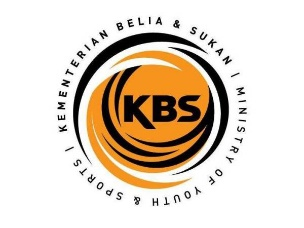 KEMENTERIAN BELIA & SUKAN | MINISTRY OF YOUTH & SPORTS |
KBS